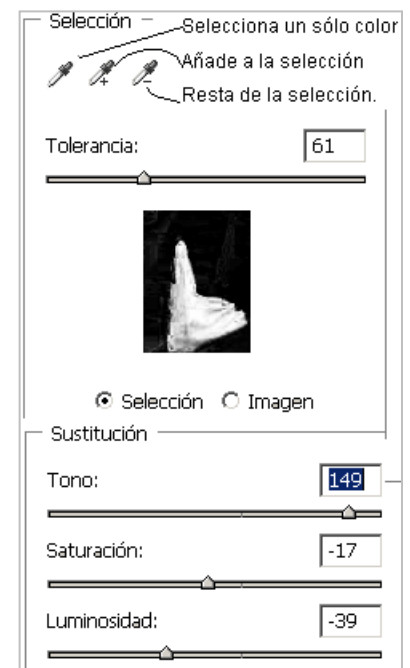 Selección
Selecciona un sólo color
Añade a la selección
Resta de la selección.
Tolerancia: 61
Selección Imagen
Sustitución
Tono: 149
Saturación: -17
Luminosidad: -39